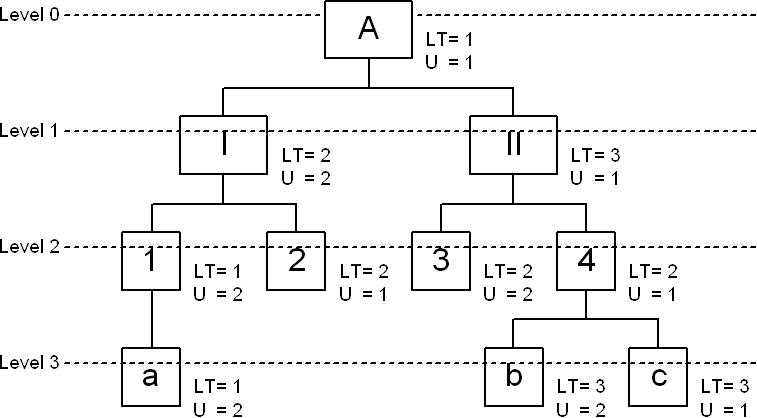 Level 0
A
LT= 1
U = 1
Level 1
I
LT= 2
U = 2
II
LT= 3
U = 1
Level 2
1
LT= 1
U = 2
2
LT= 2
U = 1
3
LT= 2
U = 2
4
LT= 2
U = 1
Level 3
a
LT= 1
U = 2
b
LT= 3
U = 2
c
LT= 3
U = 1